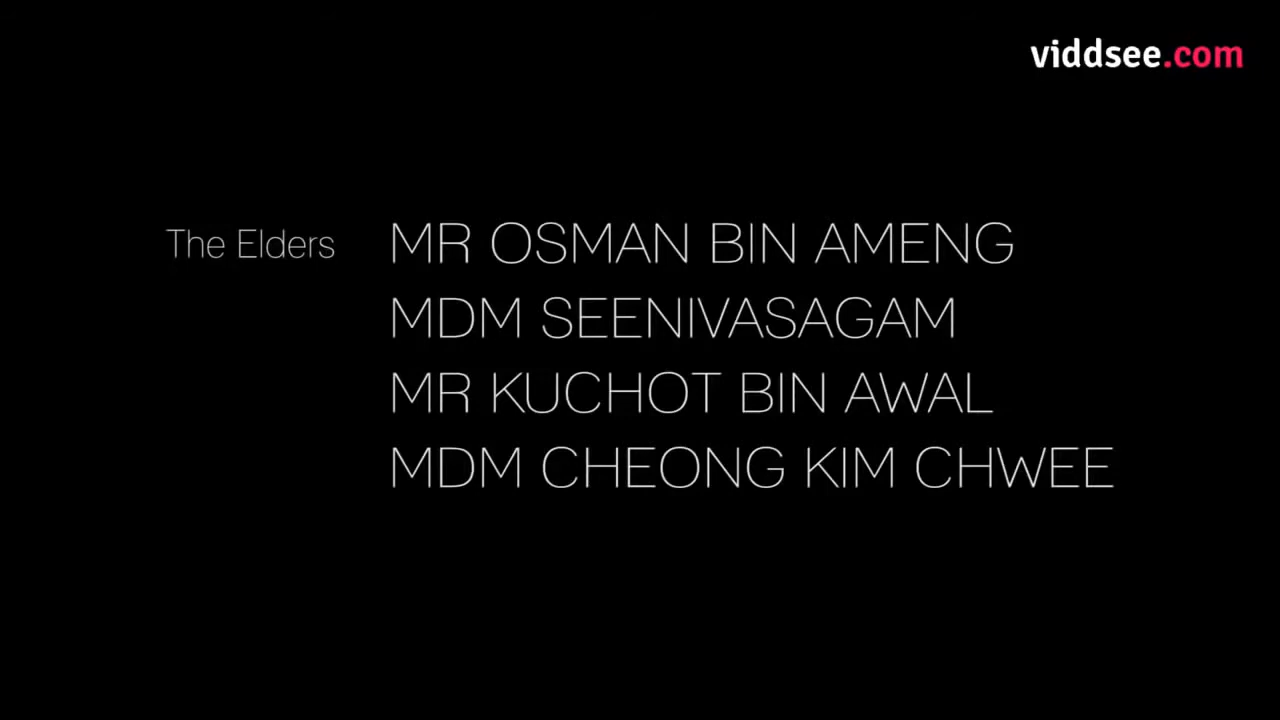 viddsee.com
The Elders MR OSMAN BIN AMENG
MDM SEENIVASAGAM
MR KUCHOT BIN AWAL
MDM CHEONG KIM CHWEE